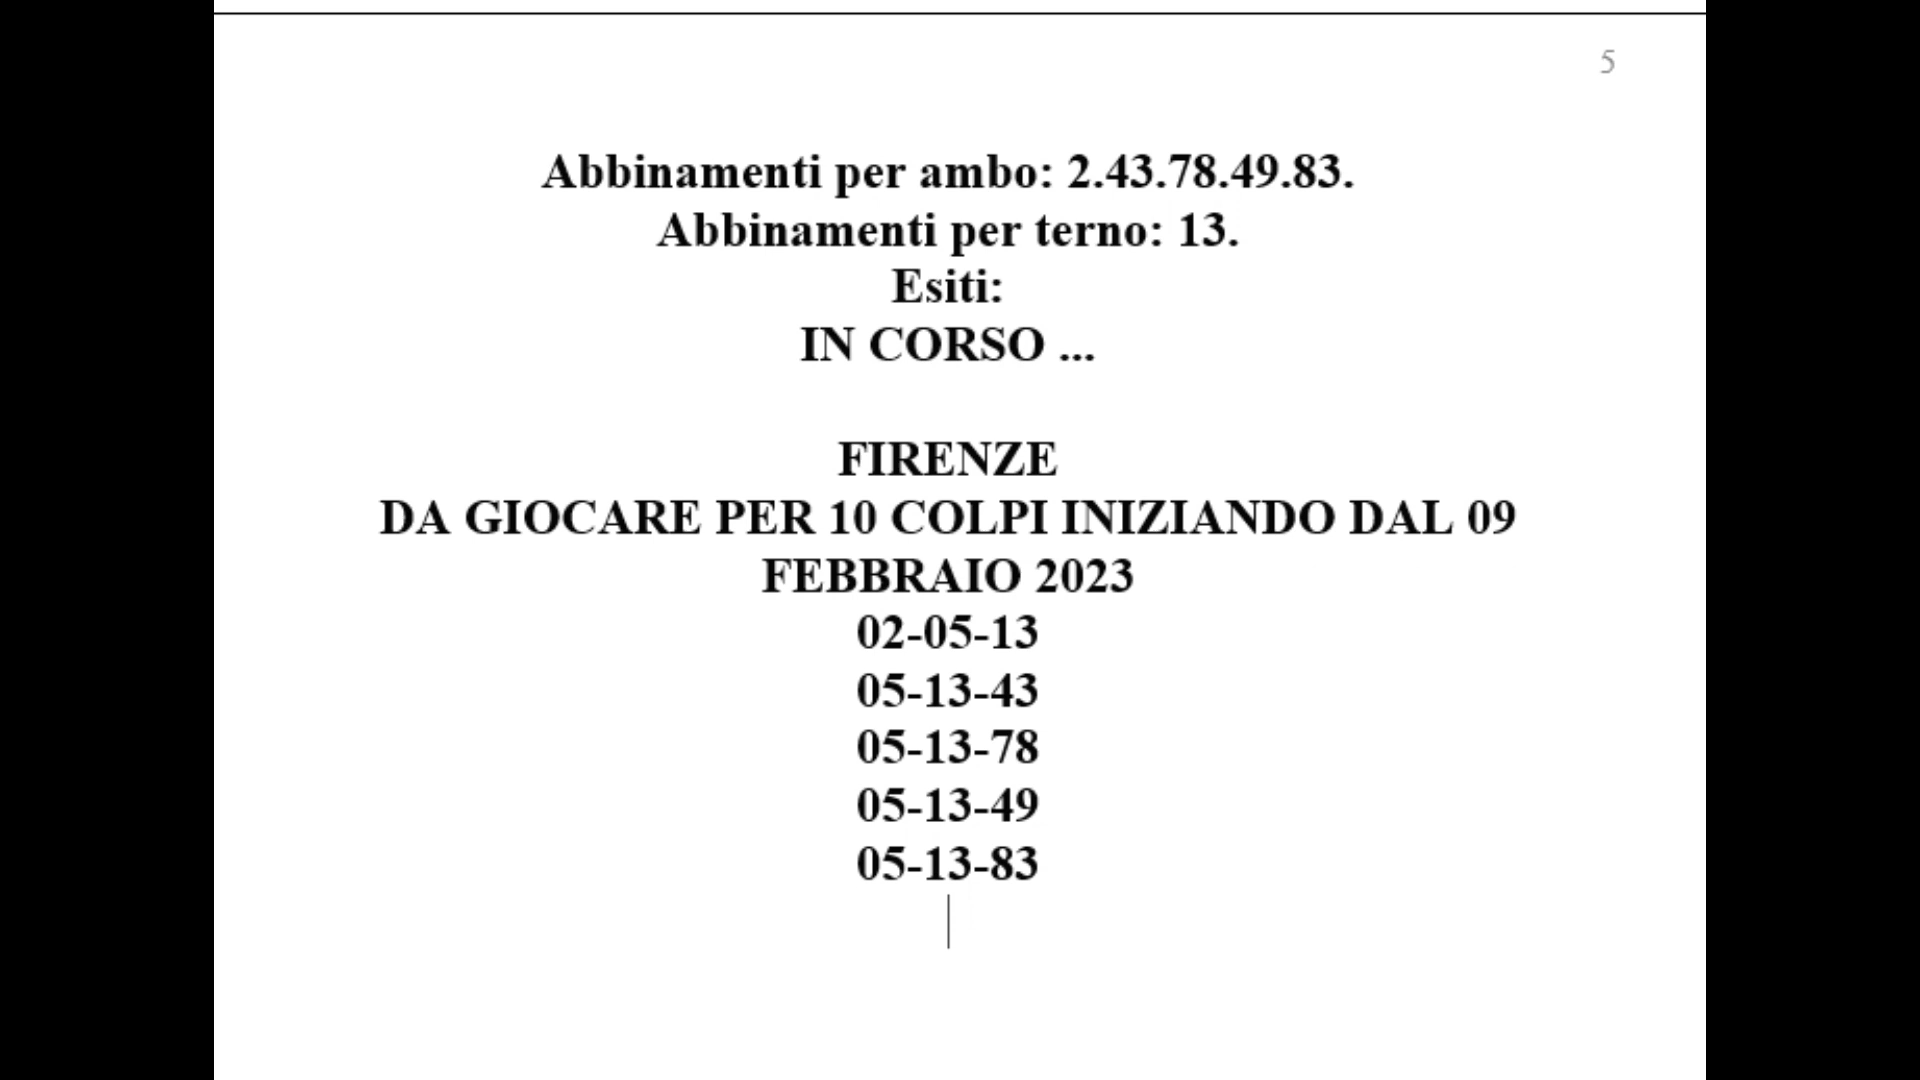 5
Abbinamenti per ambo: 2.43.78.49.83.
Abbinamenti per terno: 13.
Esiti:
IN CORSO ...
FIRENZE
DA GIOCARE PER 10 COLPI INIZIANDO DAL 09
FEBBRAIO 2023
02-05-13
05-13-43
05-13-78
05-13-49
05-13-83